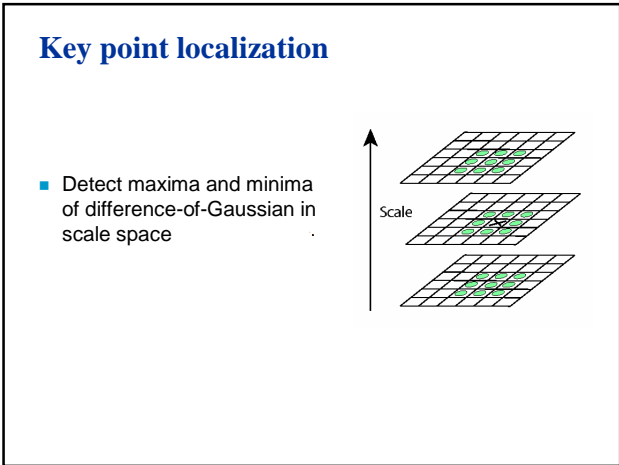 Key point localization
Detect maxima and minima
of difference-of-Gaussian in
scale space
Scale